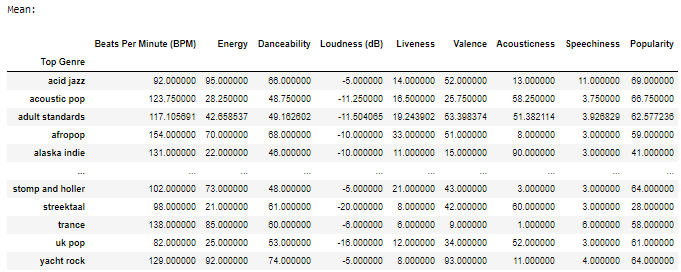 Mean:
Beats Per Minute (BPM) Energy Danceability Loudness (dB) Liveness Valence Acousticness Speechiness Popularity
Top Genre
acid jazz 92.000000 95.000000 66.000000 -5.000000 14.000000 52.000000 13.000000 11.000000 69.000000
acoustic pop 123.750000 28.250000 48.750000 -11.250000 16.500000 25.750000 58.250000 3.750000 66.750000
adult standards 117.105691 42.658537 49.162602 -11.504065 19.243902 53.398374 51.382114 3.926829 62.577236
afropop 154.000000 70.000000 68.000000 -10.000000 33.000000 51.000000 8.000000 3.000000 59.000000
alaska indie 131.000000 22.000000 46.000000 -10.000000 11.000000 15.000000 90.000000 3.000000 41.000000
... ... ... ... ... ... ... ... ... ...
stomp and holler 102.000000 73.000000 48.000000 -5.000000 21.000000 43.000000 3.000000 3.000000 64.000000
streektaal 98.000000 21.000000 61.000000 -20.000000 8.000000 42.000000 60.000000 3.000000 28.000000
trance 138.000000 85.000000 60.000000 -6.000000 6.000000 9.000000 1.000000 6.000000 58.000000
uk pop 82.000000 25.000000 53.000000 -16.000000 12.000000 34.000000 52.000000 3.000000 61.000000
yacht rock 129.000000 92.000000 74.000000 -5.000000 8.000000 93.000000 11.000000 4.000000 64.000000